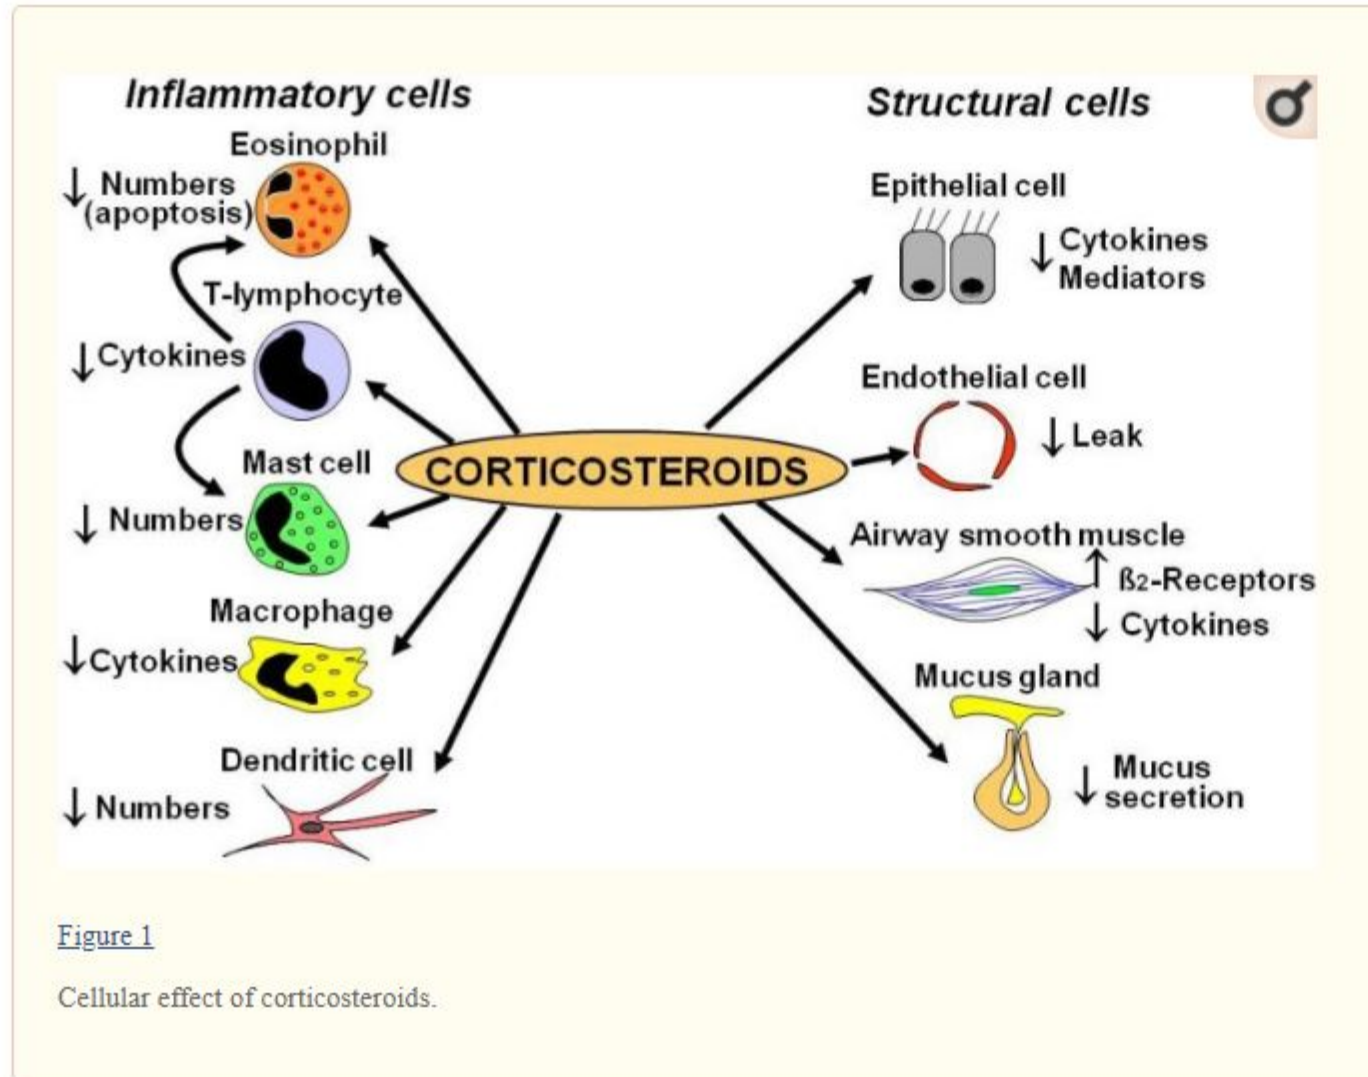 Inflammatory cells
Eosinophil
↓ Numbers
(apoptosis)
T-lymphocyte
↓ Cytokines
Mast cell
↓ Numbers
Macrophage
↓ Cytokines
Dendritic cell
↓ Numbers
CORTICOSTEROIDS
Structural cells
Epithelial cell
↓ Cytokines
Mediators
Endothelial cell
↓ Leak
Airway smooth muscle
↑ ß2-Receptors
↓ Cytokines
Mucus gland
↓ Mucus
secretion
Figure 1
Cellular effect of corticosteroids.